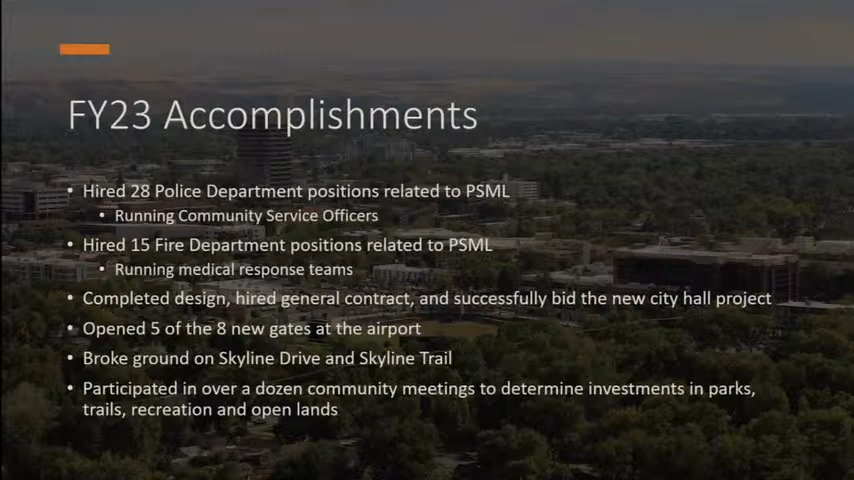 FY23 Accomplishments
• Hired 28 Police Department positions related to PSML
• Running Community Service Officers
• Hired 15 Fire Department positions related to PSML
• Running medical response teams
• Completed design, hired general contract, and successfully bid the new city hall project
• Opened 5 of the 8 new gates at the airport
• Broke ground on Skyline Drive and Skyline Trail
• Participated in over a dozen community meetings to determine investments in parks,
trails, recreation and open lands